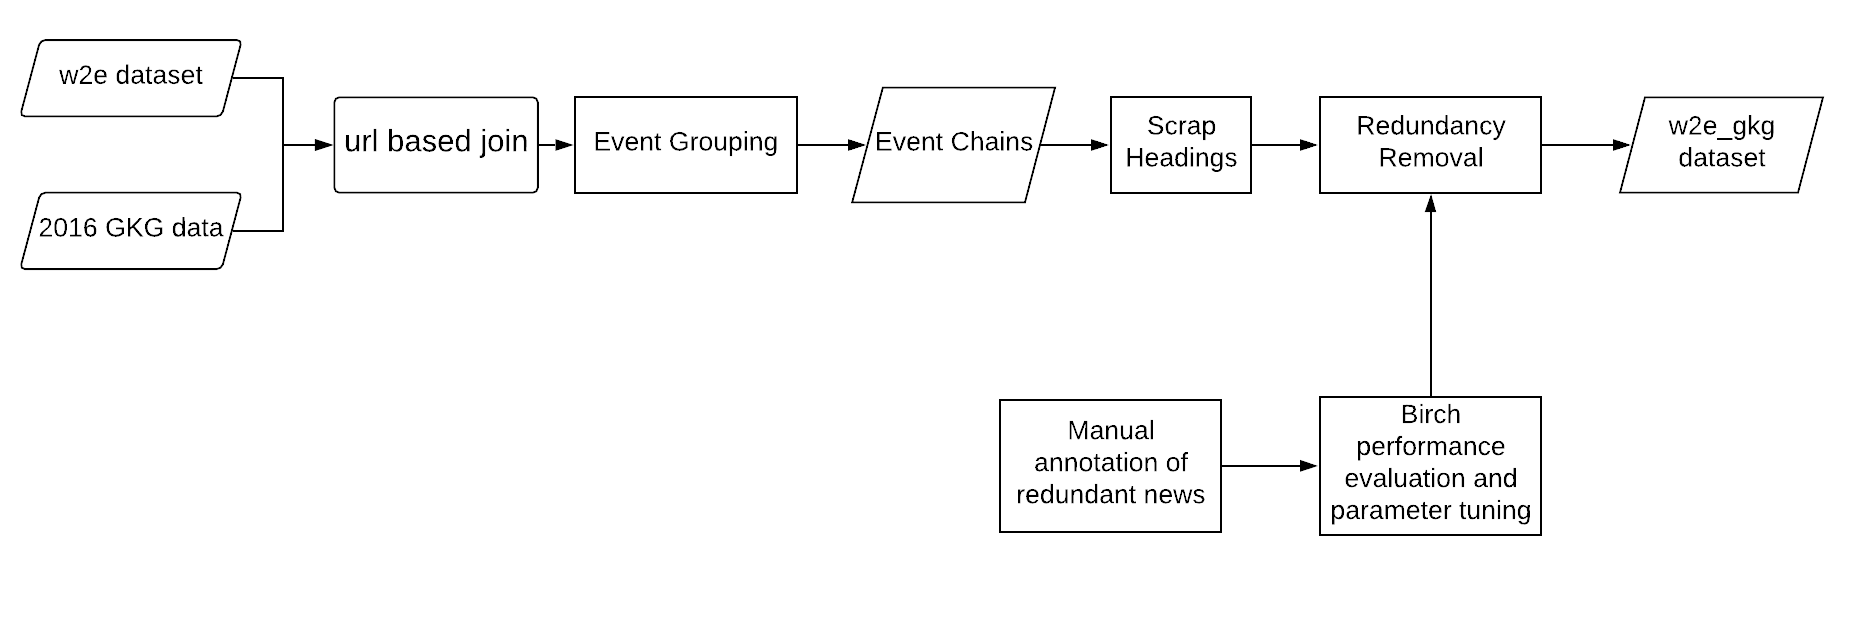 w2e dataset
2016 GKG data
url based join
Event Grouping
Event Chains
Scrap
Headings
Redundancy
Removal
w2e_gkg
dataset
Manual
annotation of
redundant news
Birch
performance
evaluation and
parameter tuning